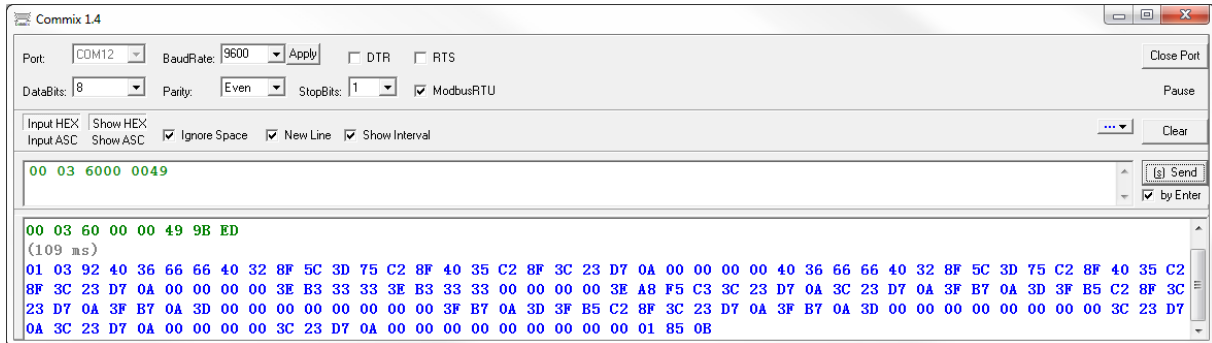 Commix 1.4
Port: COM12 BaudRate: 9600 Apply DTR RTS Close Port
DataBits: 8 Parity: Even StopBits: 1 ModbusRTU Pause
Input HEX Show HEX
Input ASC Show ASC Ignore Space New Line Show Interval ... Clear
00 03 6000 0049 (s) Send
by Enter
00 03 60 00 00 49 9B ED
(109 ms)
01 03 92 40 36 66 66 40 32 8F 5C 3D 75 C2 8F 40 35 C2 8F 3C 23 D7 0A 00 00 00 00 40 36 66 66 40 32 8F 5C 3D 75 C2 8F 40 35 C2
8F 3C 23 D7 0A 00 00 00 00 3E B3 33 33 3E B3 33 33 00 00 00 00 3E A8 F5 C3 3C 23 D7 0A 3C 23 D7 0A 3F B7 0A 3D 3F B5 C2 8F 3C
23 D7 0A 3F B7 0A 3D 00 00 00 00 00 00 00 00 3F B7 0A 3D 3F B5 C2 8F 3C 23 D7 0A 3F B7 0A 3D 00 00 00 00 00 00 00 00 3C 23 D7
0A 3C 23 D7 0A 00 00 00 00 3C 23 D7 0A 00 00 00 00 00 00 00 00 00 01 85 0B